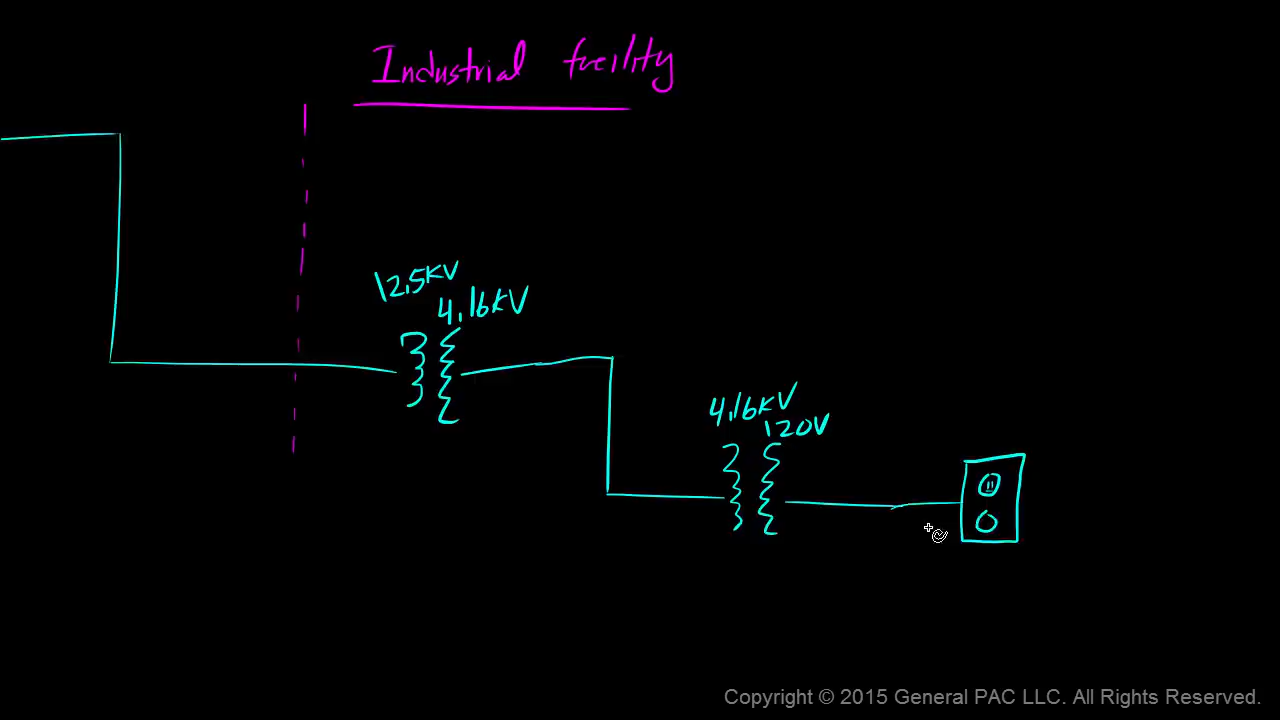 Industrial facility
12.5KV
4.16KV
4.16KV
120V
Copyright © 2015 General PAC LLC. All Rights Reserved.